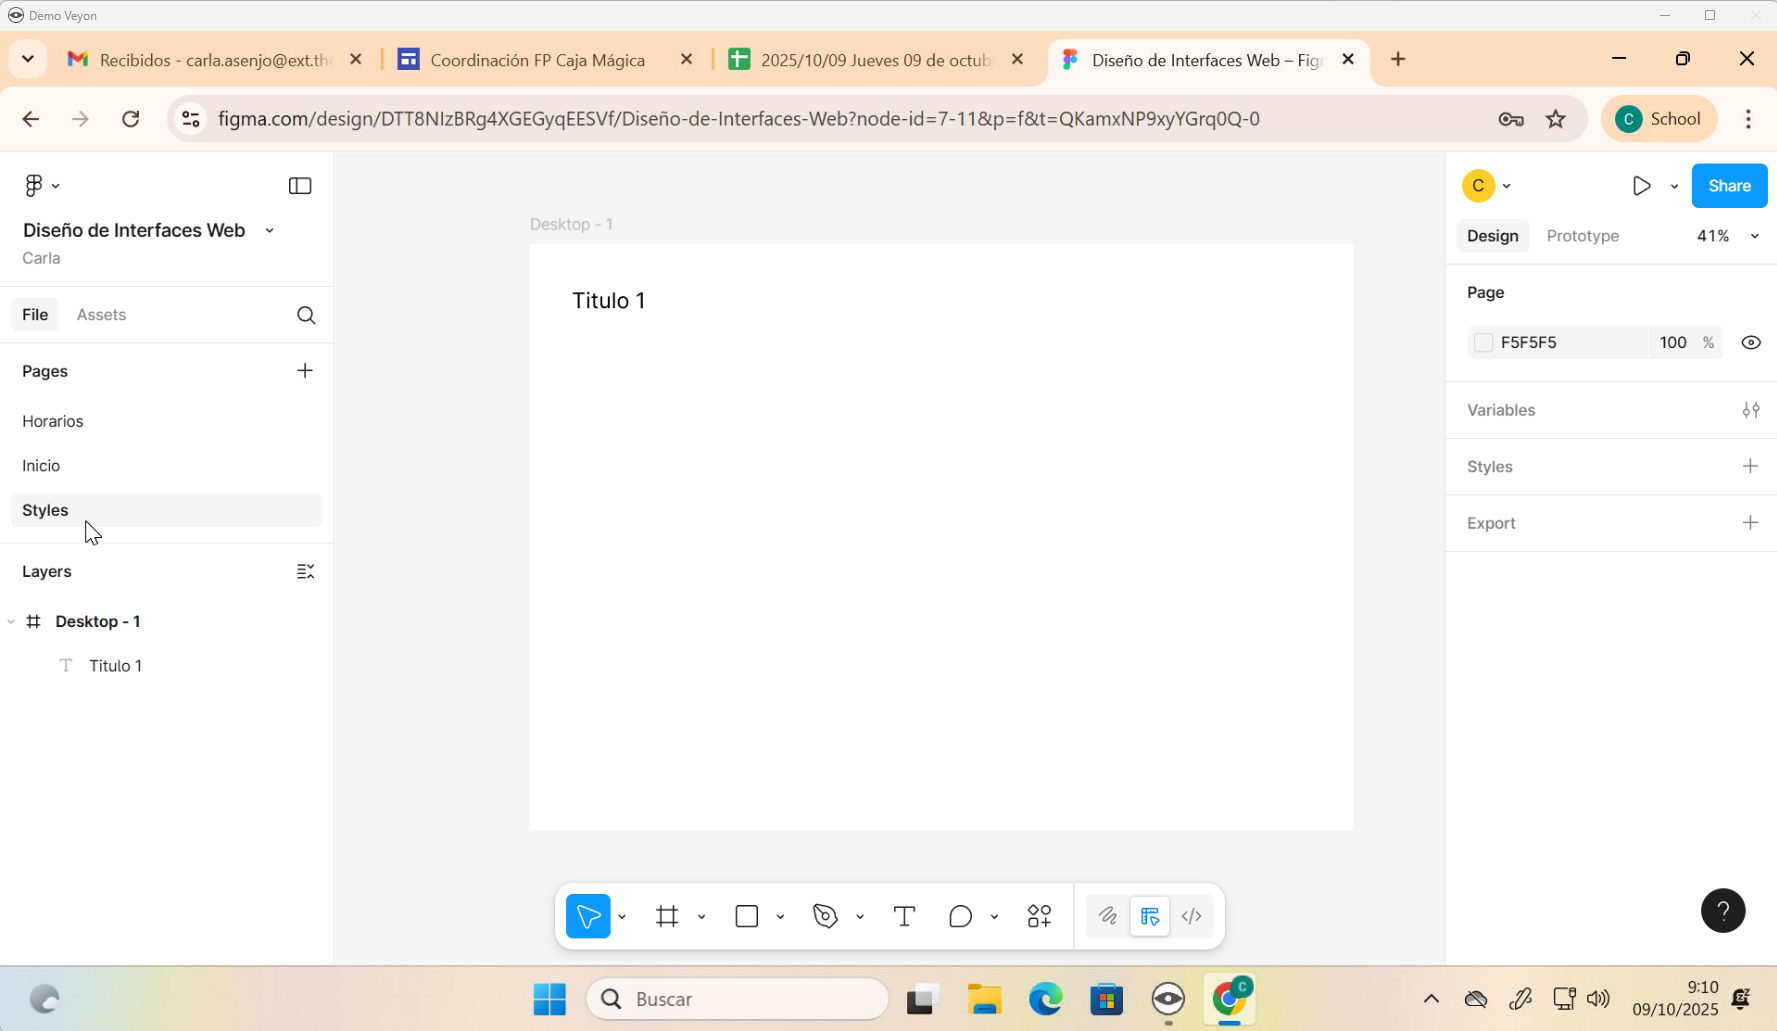 Demo Veyon
Recibidos - carla.asenjo@ext.th
Coordinación FP Caja Mágica
2025/10/09 Jueves 09 de octub
Diseño de Interfaces Web – Fig
figma.com/design/DTT8NIzBRg4XGEGyqEESVf/Diseño-de-Interfaces-Web?node-id=7-11&p=f&t=QKamxNP9xyYGrq0Q-0
C School
Diseño de Interfaces Web
Carla
File Assets
Pages
Horarios
Inicio
Styles
Layers
Desktop - 1
T Titulo 1
Desktop - 1
Titulo 1
C
Share
Design Prototype 41%
Page
F5F5F5 100 %
Variables
Styles
Export
?
Buscar
C
9:10
09/10/2025